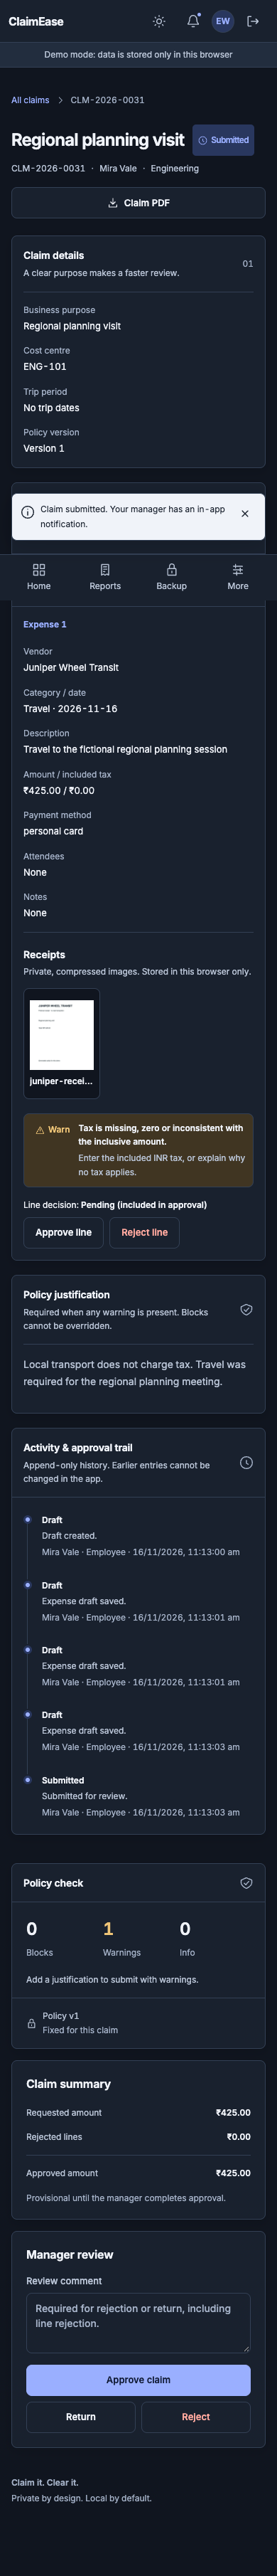 ClaimEase
EW
Demo mode: data is stored only in this browser
All claims > CLM-2026-0031
Regional planning visit
Submitted
CLM-2026-0031 · Mira Vale · Engineering
Claim PDF
Claim details
A clear purpose makes a faster review.
01
Business purpose
Regional planning visit
Cost centre
ENG-101
Trip period
No trip dates
Policy version
Version 1
Claim submitted. Your manager has an in-app
notification.
Home
Reports
Backup
More
Expense 1
Vendor
Juniper Wheel Transit
Category / date
Travel · 2026-11-16
Description
Travel to the fictional regional planning session
Amount / included tax
₹425.00 / ₹0.00
Payment method
personal card
Attendees
None
Notes
None
Receipts
Private, compressed images. Stored in this browser only.
JUNIPER WHEEL TRANSIT
juniper-recei...
Warn
Tax is missing, zero or inconsistent with
the inclusive amount.
Enter the included INR tax, or explain why
no tax applies.
Line decision: Pending (included in approval)
Approve line
Reject line
Policy justification
Required when any warning is present. Blocks
cannot be overridden.
Local transport does not charge tax. Travel was
required for the regional planning meeting.
Activity & approval trail
Append-only history. Earlier entries cannot be
changed in the app.
Draft
Draft created.
Mira Vale · Employee · 16/11/2026, 11:13:00 am
Draft
Expense draft saved.
Mira Vale · Employee · 16/11/2026, 11:13:01 am
Draft
Expense draft saved.
Mira Vale · Employee · 16/11/2026, 11:13:01 am
Draft
Expense draft saved.
Mira Vale · Employee · 16/11/2026, 11:13:03 am
Submitted
Submitted for review.
Mira Vale · Employee · 16/11/2026, 11:13:03 am
Policy check
0
Blocks
1
Warnings
0
Info
Add a justification to submit with warnings.
Policy v1
Fixed for this claim
Claim summary
Requested amount ₹425.00
Rejected lines ₹0.00
Approved amount ₹425.00
Provisional until the manager completes approval.
Manager review
Review comment
Required for rejection or return, including
line rejection.
Approve claim
Return
Reject
Claim it. Clear it.
Private by design. Local by default.